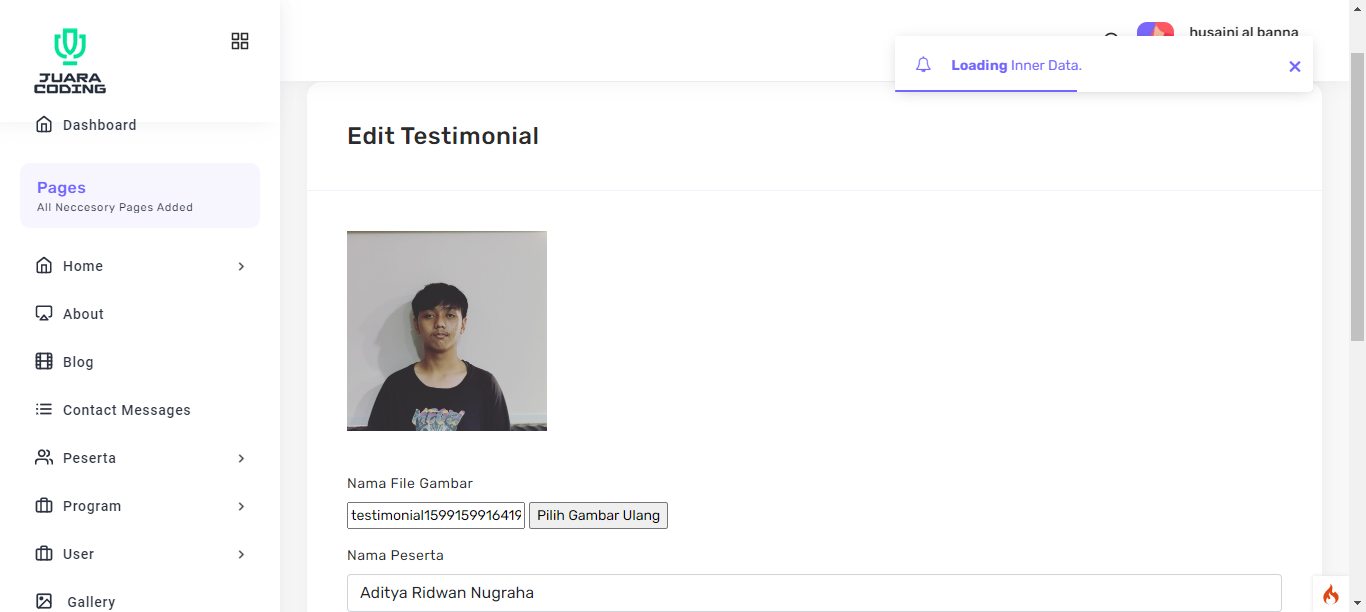 JUARA
CODING
husaini al banna
Loading Inner Data.
Dashboard
Edit Testimonial
Pages
All Neccesory Pages Added
Home
About
Blog
Contact Messages
Peserta
Program
User
Gallery
Nama File Gambar
testimonial1599159916419
Pilih Gambar Ulang
Nama Peserta
Aditya Ridwan Nugraha